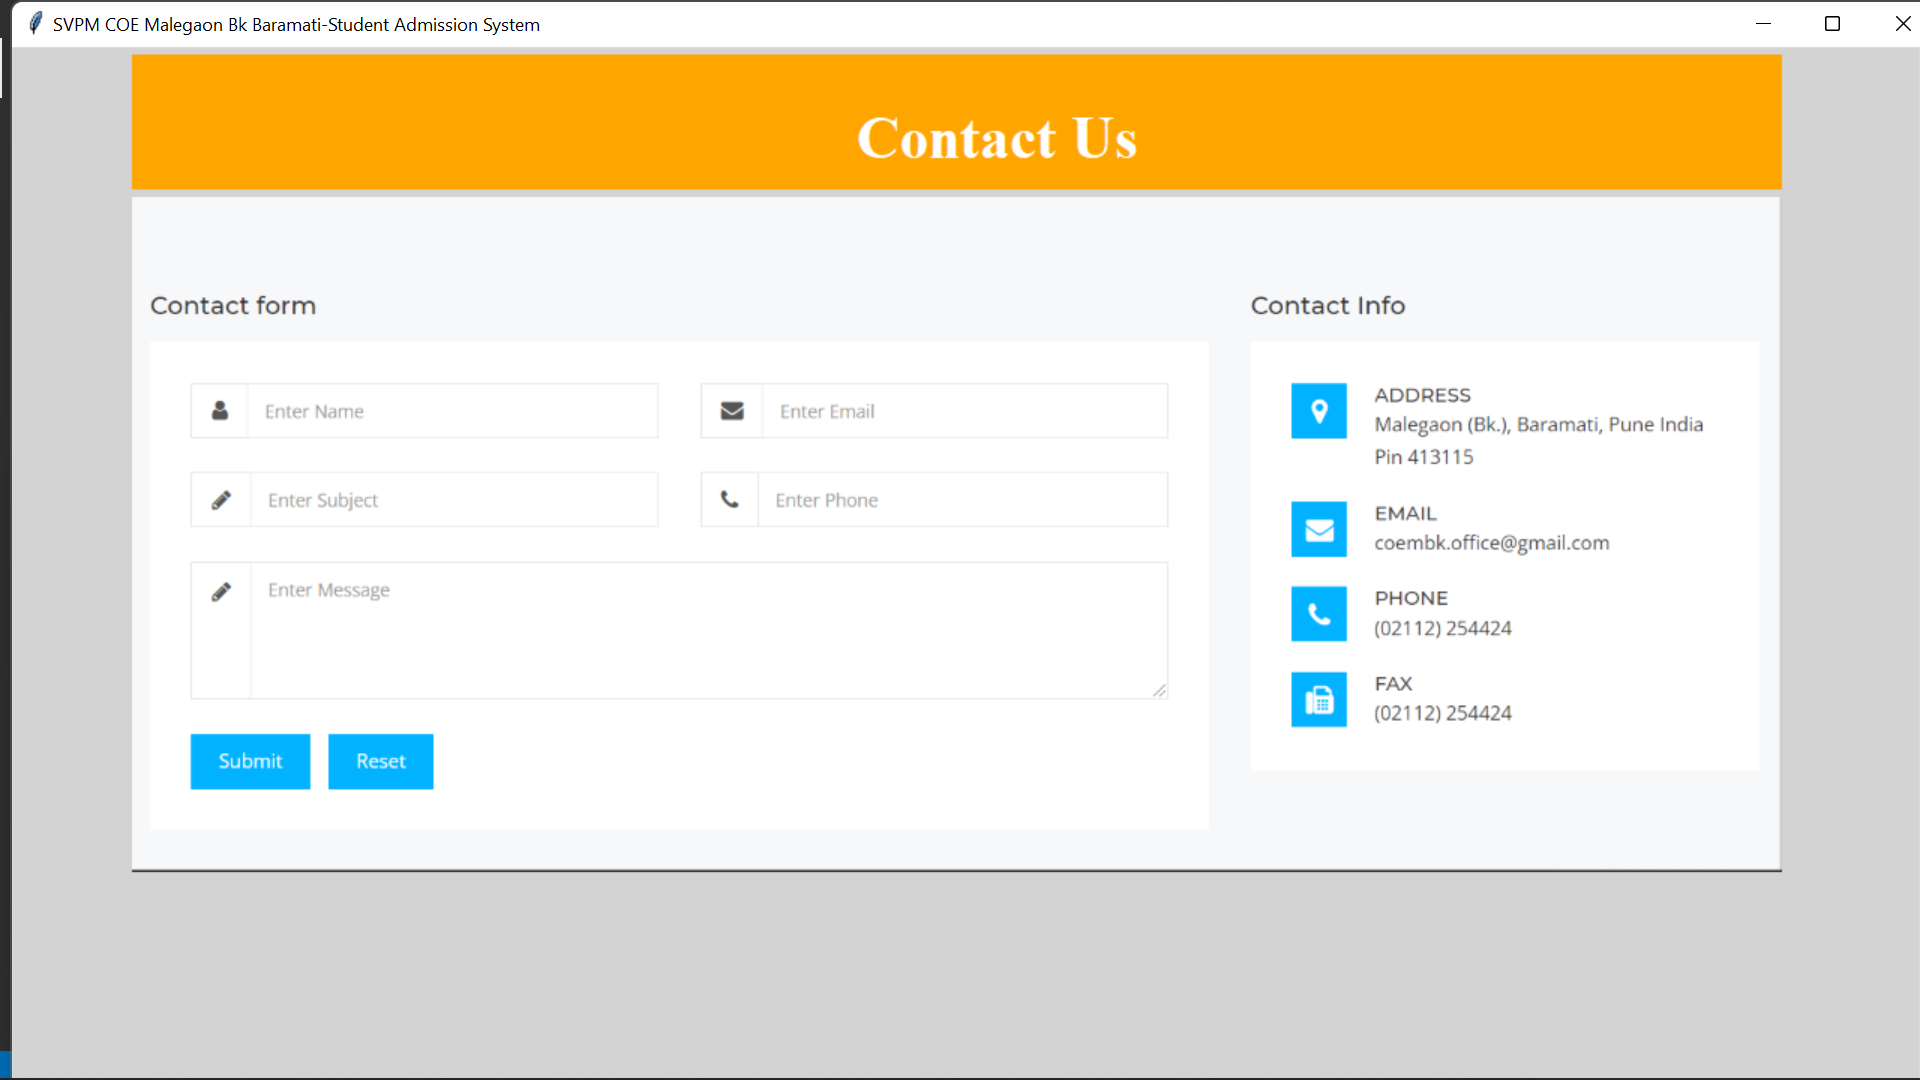 SVPM COE Malegaon Bk Baramati-Student Admission System
Contact Us
Contact form
Enter Name
Enter Email
Enter Subject
Enter Phone
Enter Message
Submit
Reset
Contact Info
ADDRESS
Malegaon (Bk.), Baramati, Pune India
Pin 413115
EMAIL
coembk.office@gmail.com
PHONE
(02112) 254424
FAX
(02112) 254424